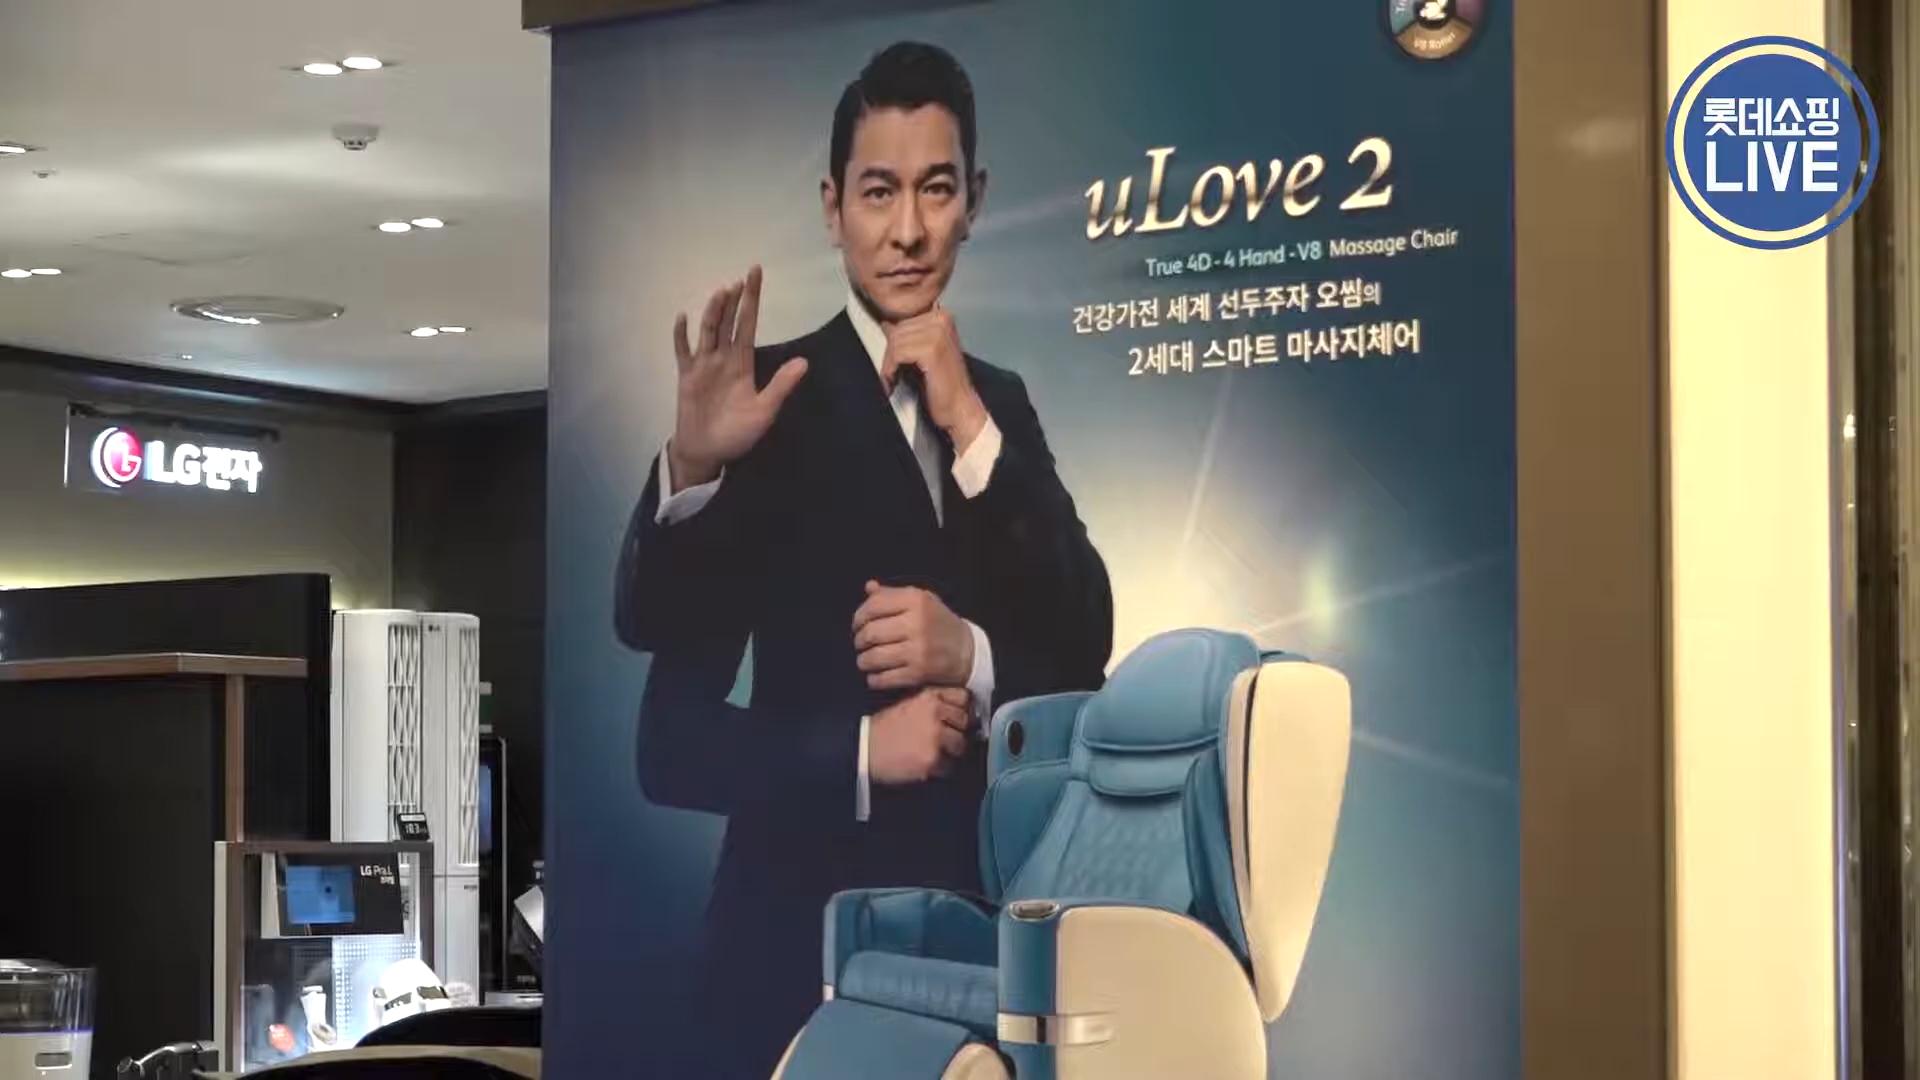 uLove 2
True 4D - 4 Hand - V8 Massage Chair
건강가전 세계 선두주자 오씸의
2세대 스마트 마사지체어
롯데쇼핑
LIVE
LG전자
LG Pra.L